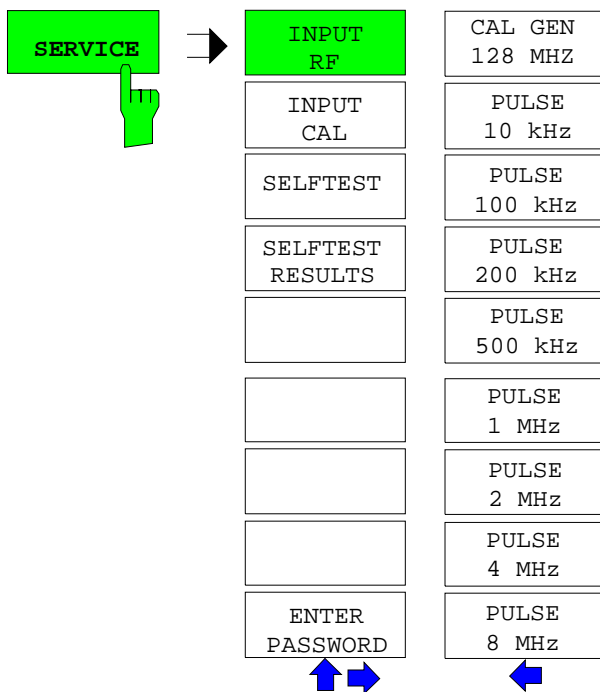 SERVICE
INPUT
RF
INPUT
CAL
SELFTEST
SELFTEST
RESULTS
ENTER
PASSWORD
CAL GEN
128 MHZ
PULSE
10 kHz
PULSE
100 kHz
PULSE
200 kHz
PULSE
500 kHz
PULSE
1 MHz
PULSE
2 MHz
PULSE
4 MHz
PULSE
8 MHz